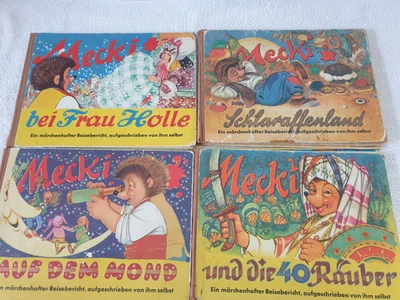 Mecki
bei Frau Holle
Ein märchenhafter Reisebericht, aufgeschrieben von ihm selbst
Mecki
im
Schlaraffenland
Ein märchenhafter Reisebericht, aufgeschrieben von ihm selbst
Mecki
AUF DEM MOND
Ein märchenhafter Reisebericht, aufgeschrieben von ihm selbst
Mecki
und die 40 Räuber
Ein märchenhafter Reisebericht, aufgeschrieben von ihm selbst